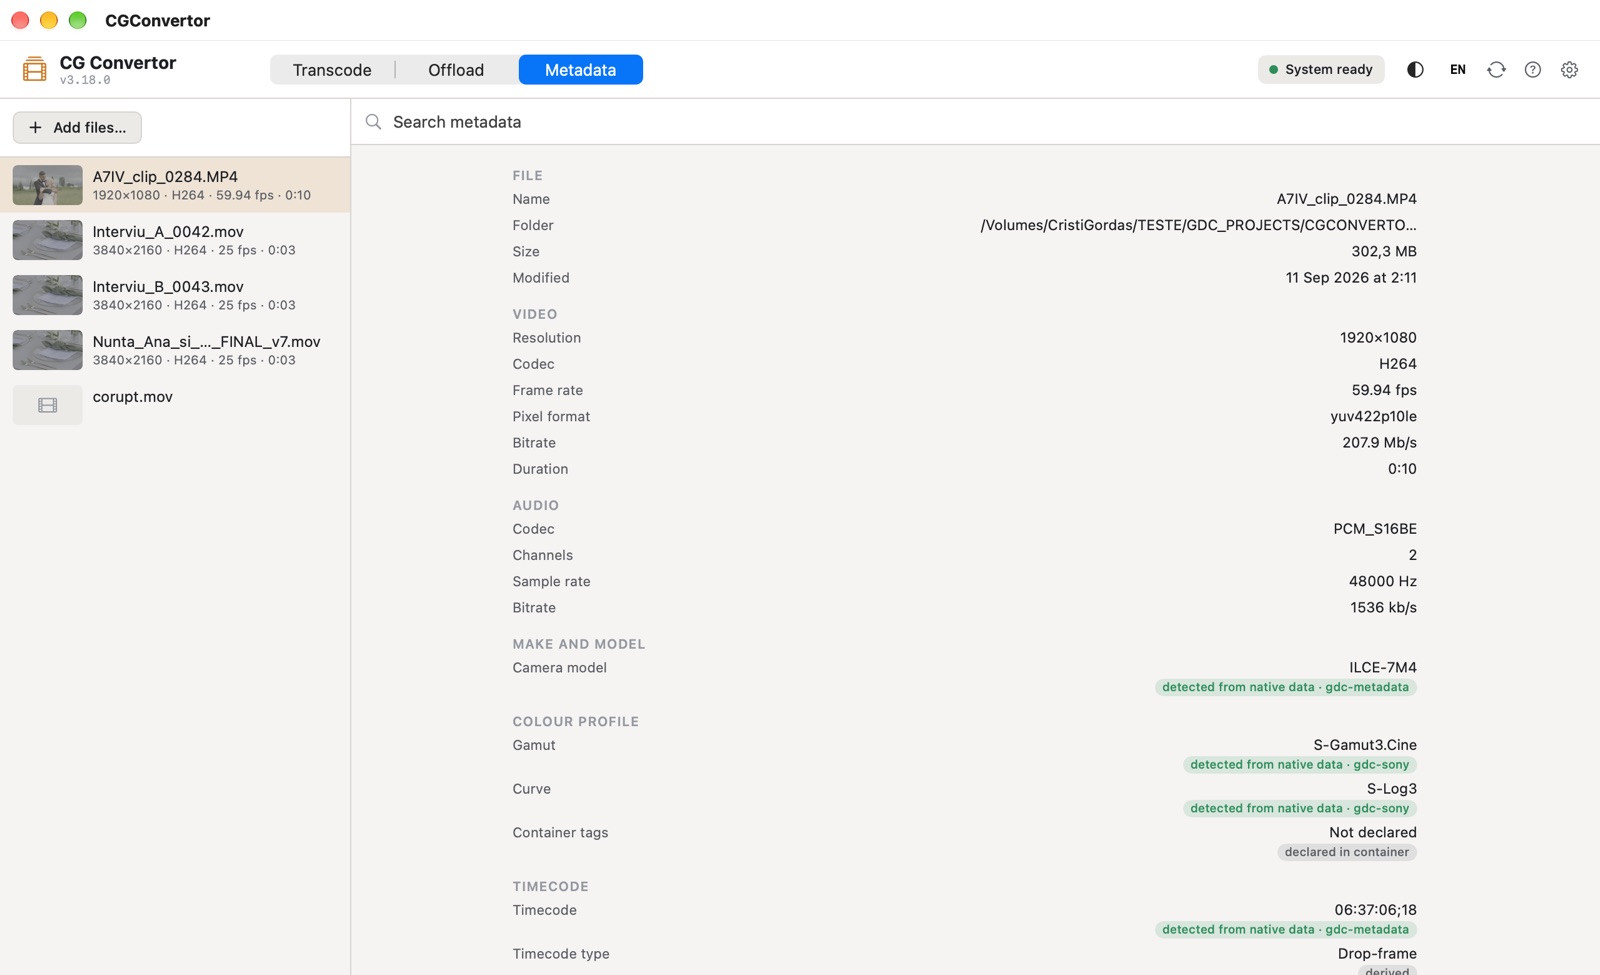 CGConvertor
CG Convertor
v3.18.0
Transcode
Offload
Metadata
System ready
EN
Add files...
Search metadata
A7IV_clip_0284.MP4
1920×1080 · H264 · 59.94 fps · 0:10
Interviu_A_0042.mov
3840×2160 · H264 · 25 fps · 0:03
Interviu_B_0043.mov
3840×2160 · H264 · 25 fps · 0:03
Nunta_Ana_si_..._FINAL_v7.mov
3840×2160 · H264 · 25 fps · 0:03
corupt.mov
FILE
Name A7IV_clip_0284.MP4
Folder /Volumes/CristiGordas/TESTE/GDC_PROJECTS/CGCONVERTO...
Size 302,3 MB
Modified 11 Sep 2026 at 2:11
VIDEO
Resolution 1920×1080
Codec H264
Frame rate 59.94 fps
Pixel format yuv422p10le
Bitrate 207.9 Mb/s
Duration 0:10
AUDIO
Codec PCM_S16BE
Channels 2
Sample rate 48000 Hz
Bitrate 1536 kb/s
MAKE AND MODEL
Camera model ILCE-7M4
detected from native data · gdc-metadata
COLOUR PROFILE
Gamut S-Gamut3.Cine
detected from native data · gdc-sony
Curve S-Log3
detected from native data · gdc-sony
Container tags Not declared
declared in container
TIMECODE
Timecode 06:37:06;18
detected from native data · gdc-metadata
Timecode type Drop-frame
derived